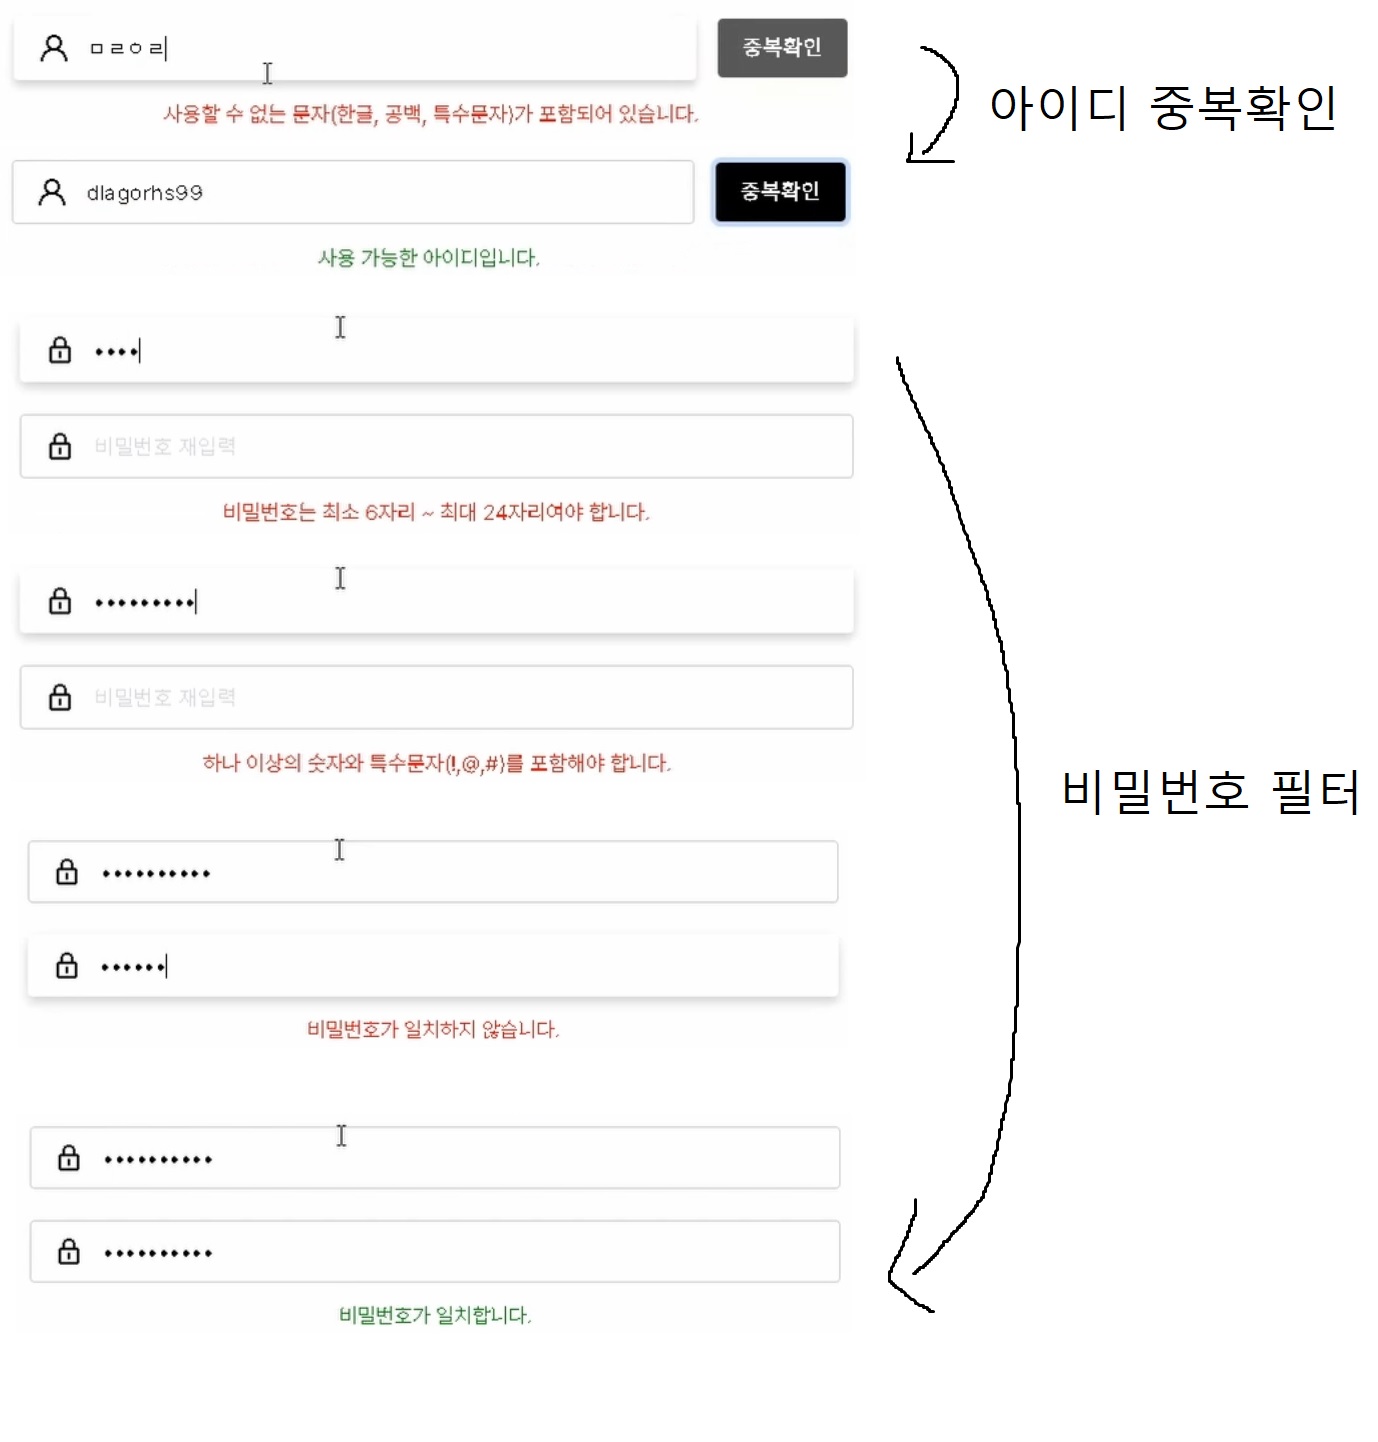 ㅁㄹㅇㄹ
중복확인
사용할 수 없는 문자(한글, 공백, 특수문자)가 포함되어 있습니다.
아이디 중복확인
dlagorhs99
중복확인
사용 가능한 아이디입니다.
••••
비밀번호 재입력
비밀번호는 최소 6자리 ~ 최대 24자리여야 합니다.
•••••••••
비밀번호 재입력
하나 이상의 숫자와 특수문자(!,@,#)를 포함해야 합니다.
비밀번호 필터
••••••••••
••••••
비밀번호가 일치하지 않습니다.
••••••••••
••••••••••
비밀번호가 일치합니다.